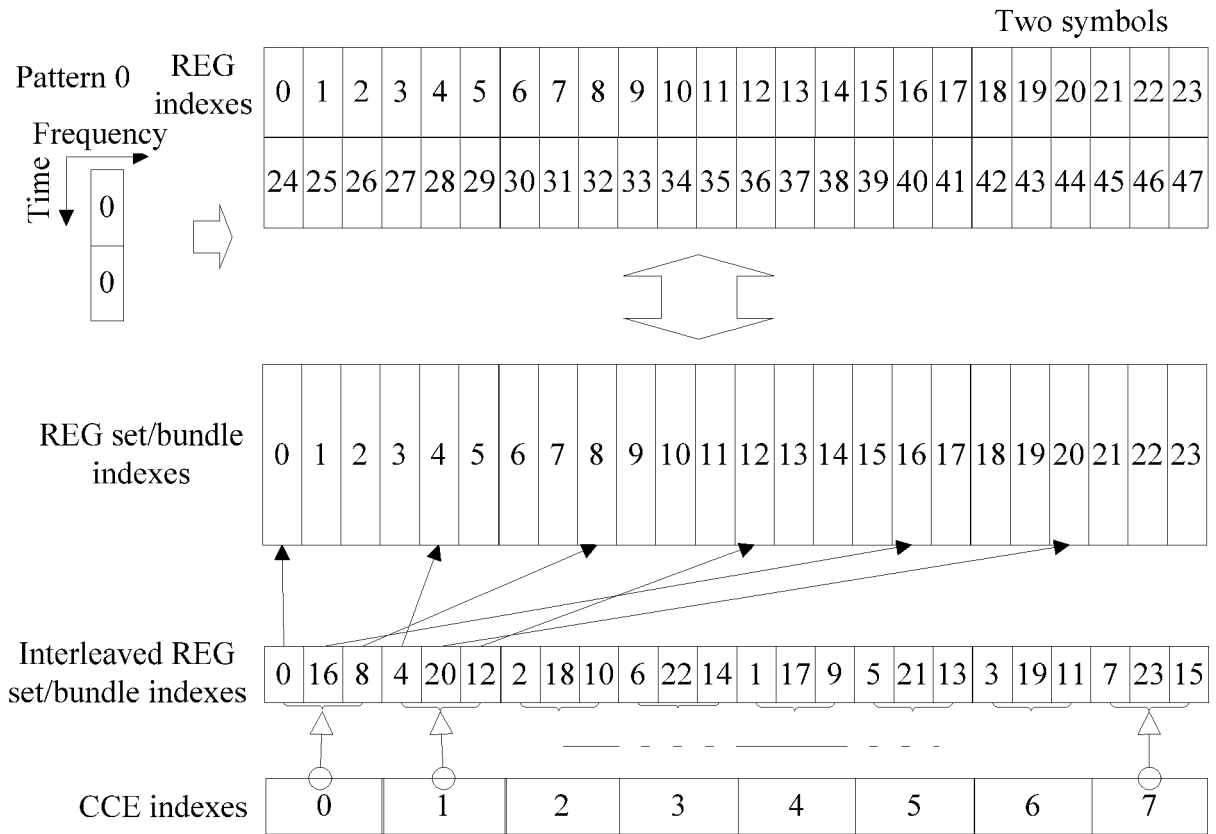 Two symbols
Pattern 0
REG
indexes
0 1 2 3 4 5 6 7 8 9 10 11 12 13 14 15 16 17 18 19 20 21 22 23
Frequency
Time
0
0
24 25 26 27 28 29 30 31 32 33 34 35 36 37 38 39 40 41 42 43 44 45 46 47
REG set/bundle
indexes
0 1 2 3 4 5 6 7 8 9 10 11 12 13 14 15 16 17 18 19 20 21 22 23
Interleaved REG
set/bundle indexes
0 16 8 4 20 12 2 18 10 6 22 14 1 17 9 5 21 13 3 19 11 7 23 15
CCE indexes
0 1 2 3 4 5 6 7